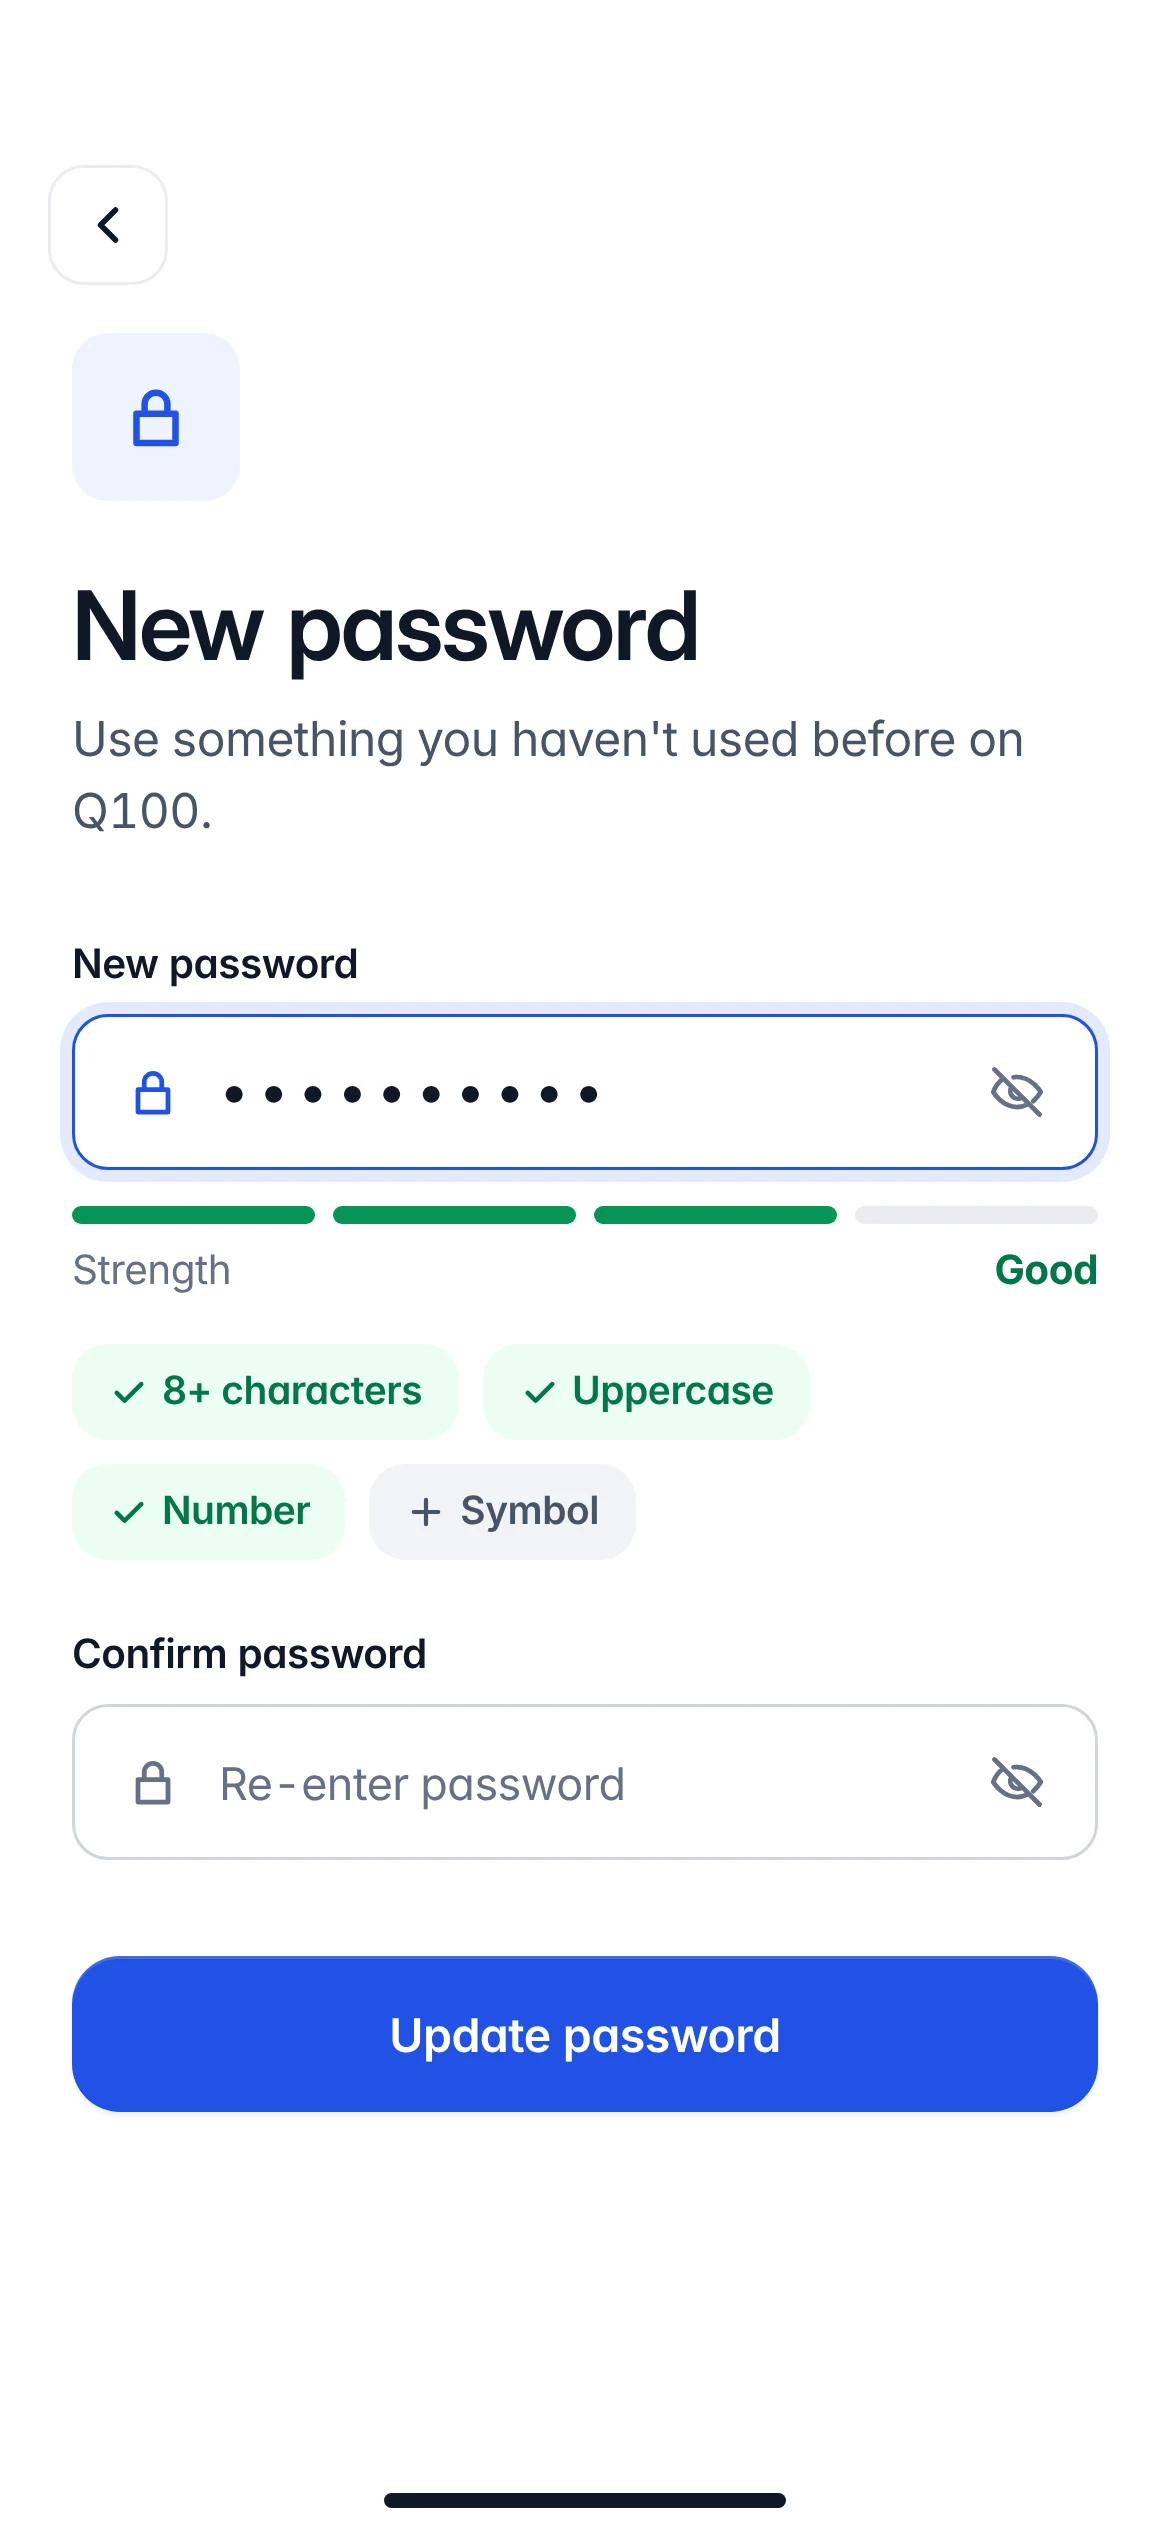 New password
Use something you haven't used before on
Q100.
New password
••••••••••
Strength
Good
8+ characters
Uppercase
Number
Symbol
Confirm password
Re-enter password
Update password